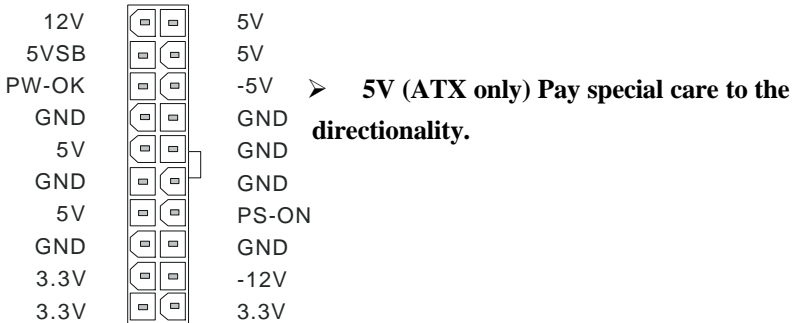 12V 5V
5VSB 5V
PW-OK -5V
GND GND
5V GND
GND GND
5V PS-ON
GND GND
3.3V -12V
3.3V 3.3V
➢ 5V (ATX only) Pay special care to the
directionality.